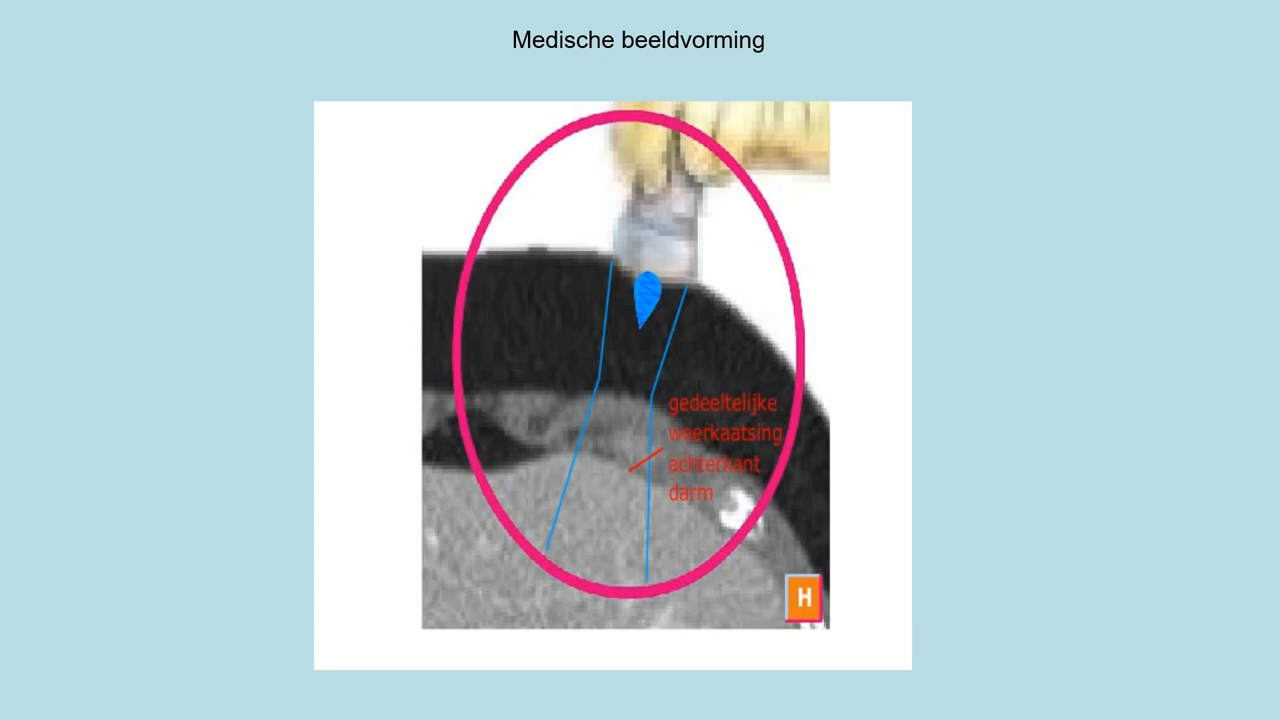 Medische beeldvorming
gedeeltelijke
weerkaatsing
achterkant
darm
H